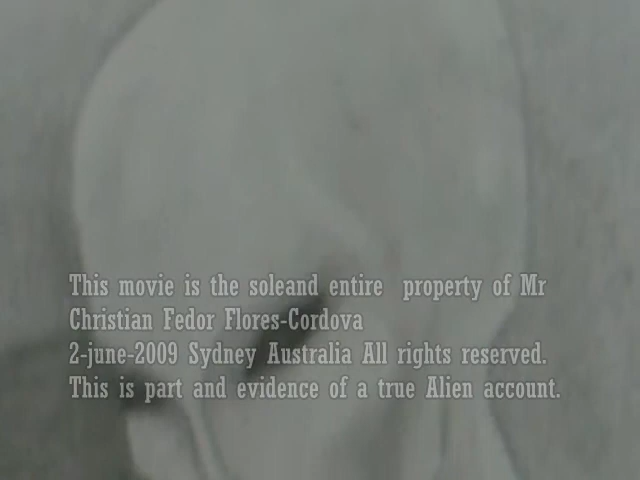 This movie is the soleand entire property of Mr
Christian Fedor Flores-Cordova
2-june-2009 Sydney Australia All rights reserved.
This is part and evidence of a true Alien account.